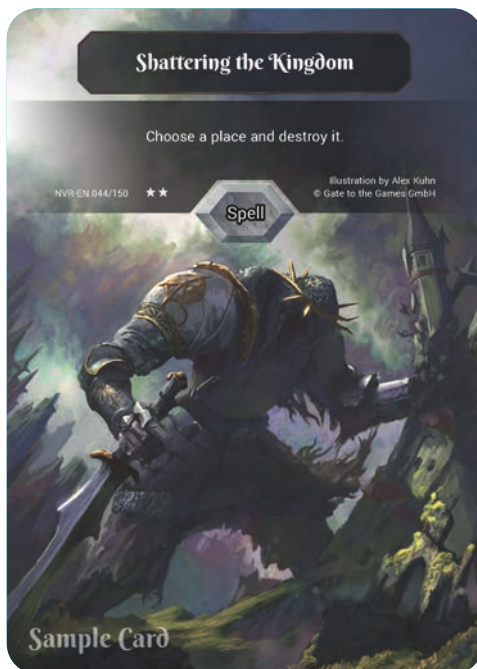 Shattering the Kingdom
Choose a place and destroy it.
NVR-EN 044/150 ★★
Illustration by Alex Kuhn
© Gate to the Games GmbH
Spell
Sample Card